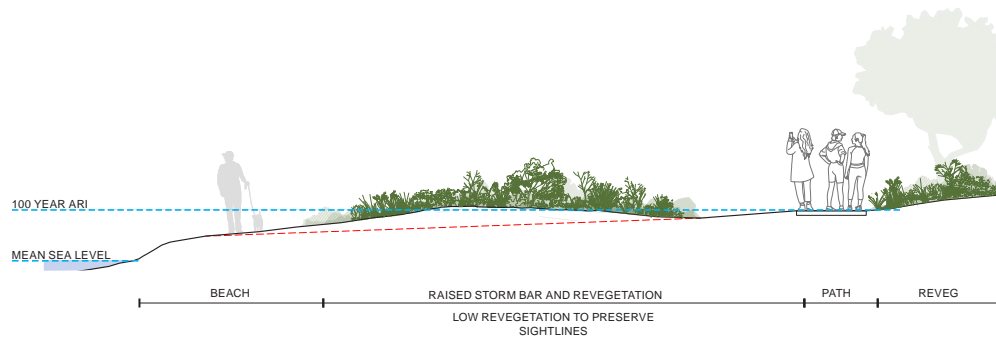 100 YEAR ARI
MEAN SEA LEVEL
BEACH
RAISED STORM BAR AND REVEGETATION
PATH
REVEG
LOW REVEGETATION TO PRESERVE
SIGHTLINES